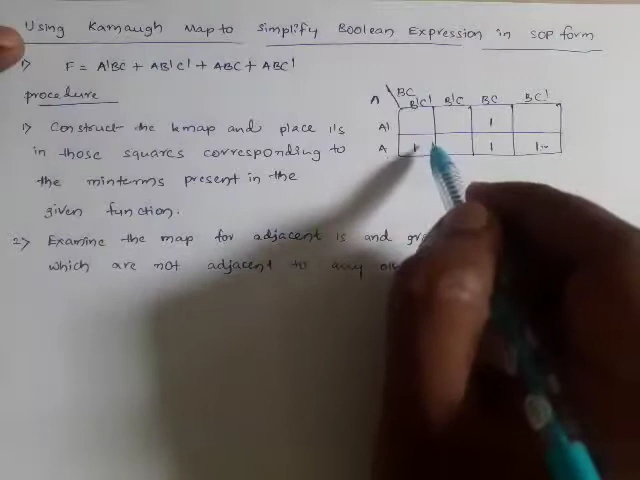 Using Karnaugh Map to Simplify Boolean Expression in SOP form
1) F = A'BC + AB'C' + ABC + ABC'
procedure
1) Construct the kmap and place 1s
in those squares corresponding to
the minterms present in the
given function.
2) Examine the map for adjacent 1s and
which are not adjacent to any
BC
A B'C' B'C BC BC'
A' 1
A 1 1 1